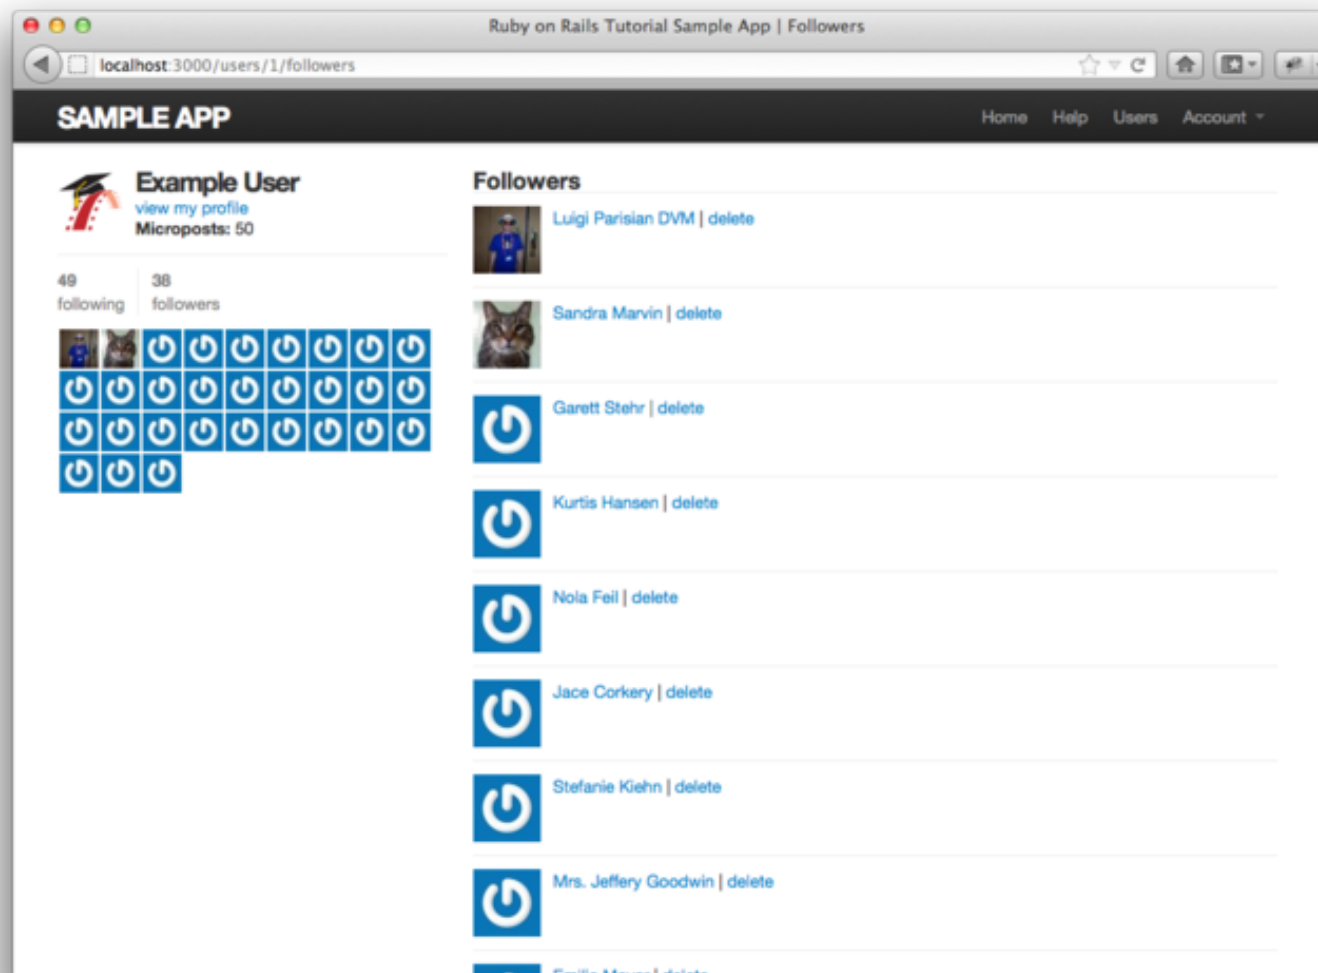 Ruby on Rails Tutorial Sample App | Followers
localhost:3000/users/1/followers
SAMPLE APP
Home Help Users Account
Example User
view my profile
Microposts: 50
49 following
38 followers
Followers
Luigi Parisian DVM | delete
Sandra Marvin | delete
Garett Stehr | delete
Kurtis Hansen | delete
Nola Feil | delete
Jace Corkery | delete
Stefanie Kiehn | delete
Mrs. Jeffery Goodwin | delete